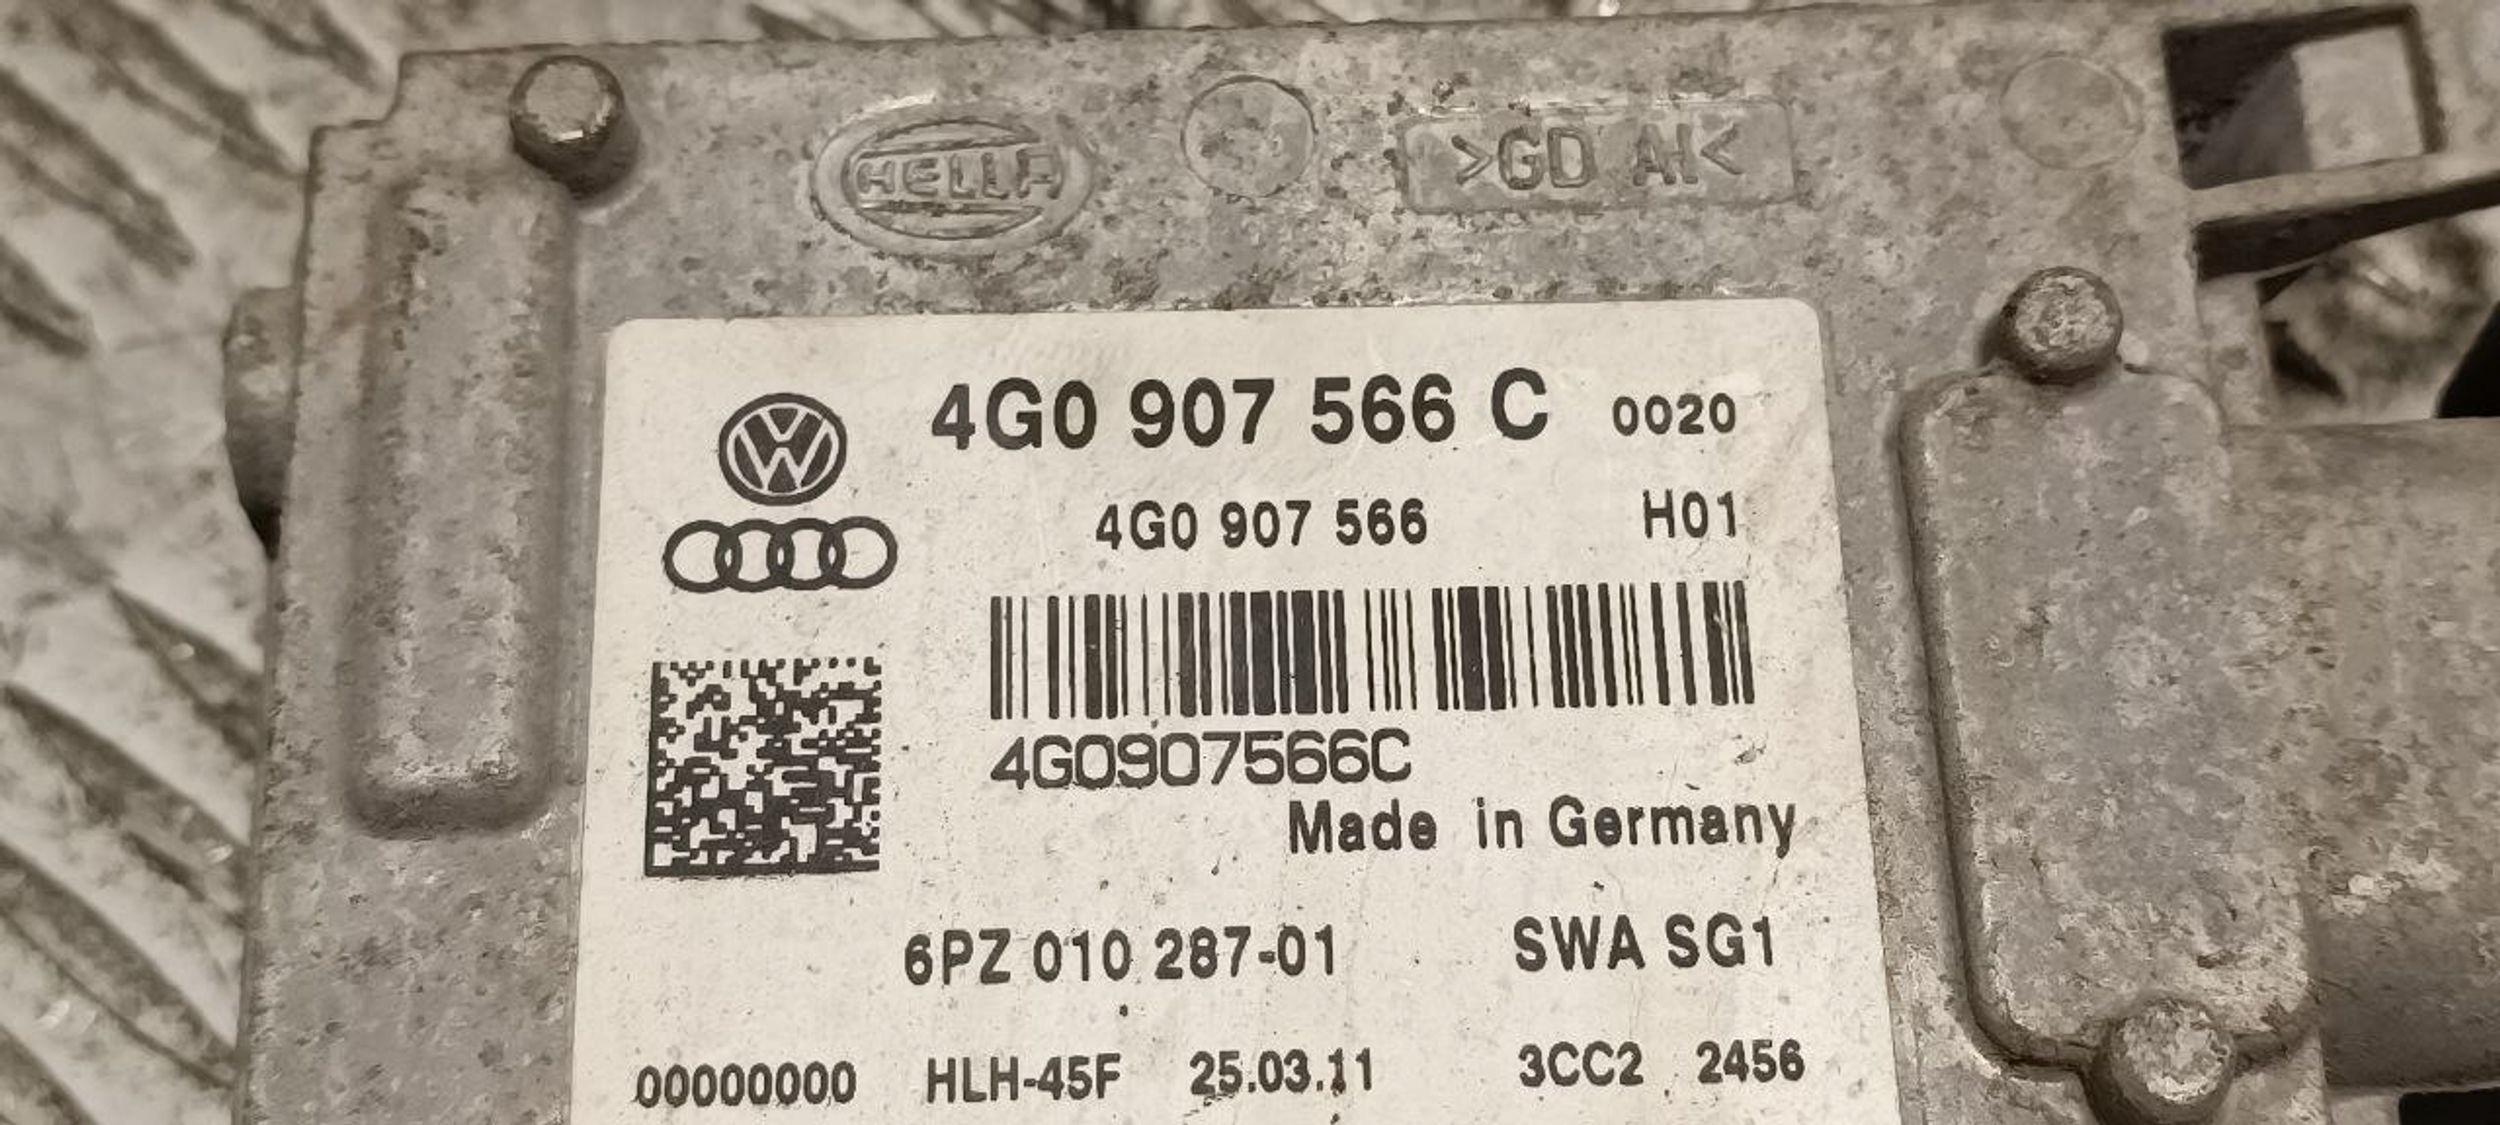 HELLA
>GD Al<
4G0 907 566 C 0020
4G0 907 566 H01
4G0907566C
Made in Germany
6PZ 010 287-01 SWA SG1
00000000 HLH-45F 25.03.11 3CC2 2456